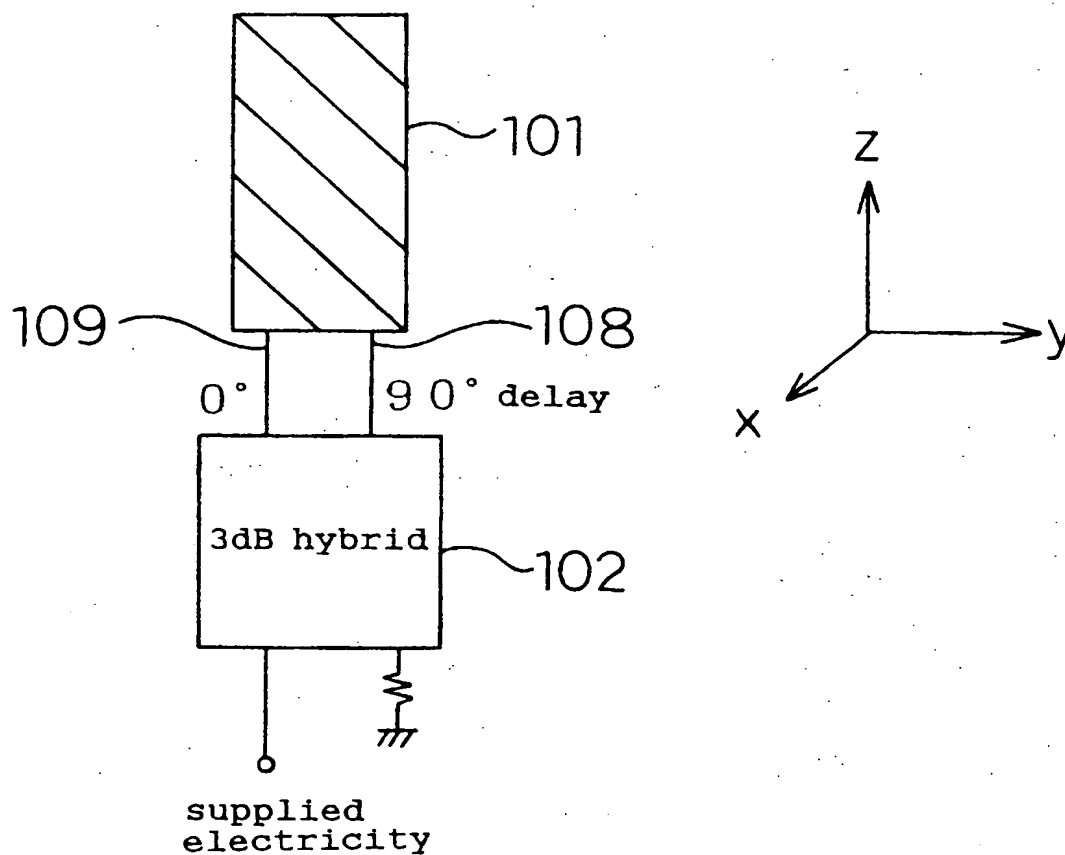 101
Z
109
108
0° 90° delay
y
x
3dB hybrid
102
supplied
electricity